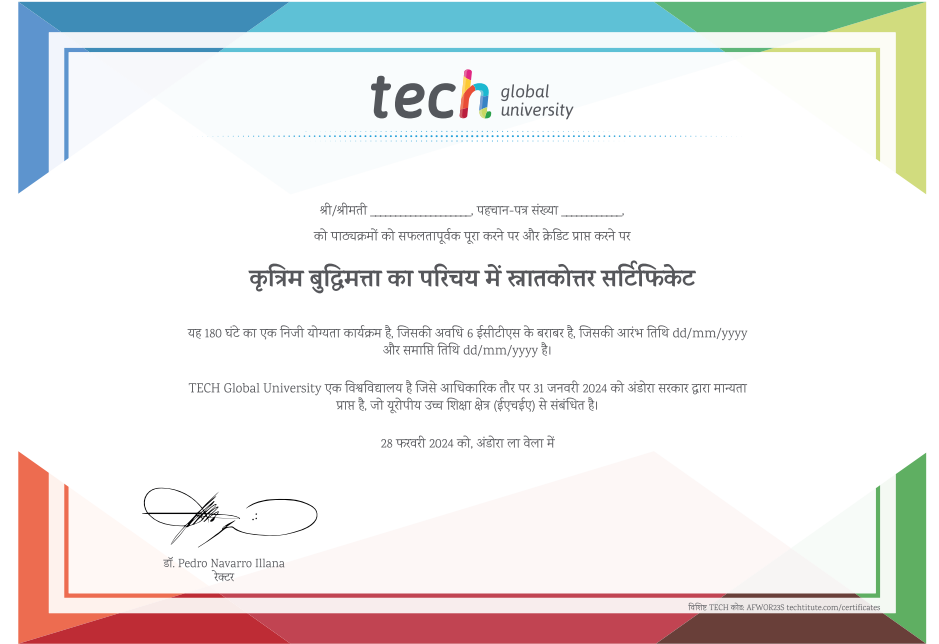 tech global
university
श्री/श्रीमती ____________________, पहचान-पत्र संख्या ____________,
को पाठ्यक्रमों को सफलतापूर्वक पूरा करने पर और क्रेडिट प्राप्त करने पर
कृत्रिम बुद्धिमत्ता का परिचय में स्नातकोत्तर सर्टिफिकेट
यह 180 घंटे का एक निजी योग्यता कार्यक्रम है, जिसकी अवधि 6 ईसीटीएस के बराबर है, जिसकी आरंभ तिथि dd/mm/yyyy
और समाप्ति तिथि dd/mm/yyyy है।
TECH Global University एक विश्वविद्यालय है जिसे आधिकारिक तौर पर 31 जनवरी 2024 को अंडोरा सरकार द्वारा मान्यता
प्राप्त है, जो यूरोपीय उच्च शिक्षा क्षेत्र (ईएचईए) से संबंधित है।
28 फरवरी 2024 को, अंडोरा ला वेला में
डॉ. Pedro Navarro Illana
रेक्टर
विशिष्ट TECH कोड: AFWOR23S techtitute.com/certificates